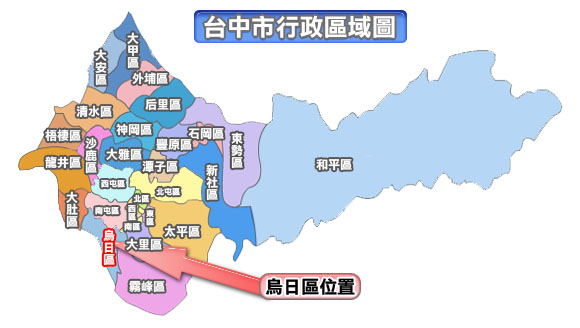 台中市行政區域圖
大甲區
大安區
外埔區
后里區
清水區
神岡區
石岡區
豐原區
東勢區
梧棲區
沙鹿區
大雅區
和平區
龍井區
潭子區
新社區
四屯區
北屯區
大肚區
北區
南屯區
西區
東區
南區
太平區
烏日區
大里區
霧峰區
烏日區位置